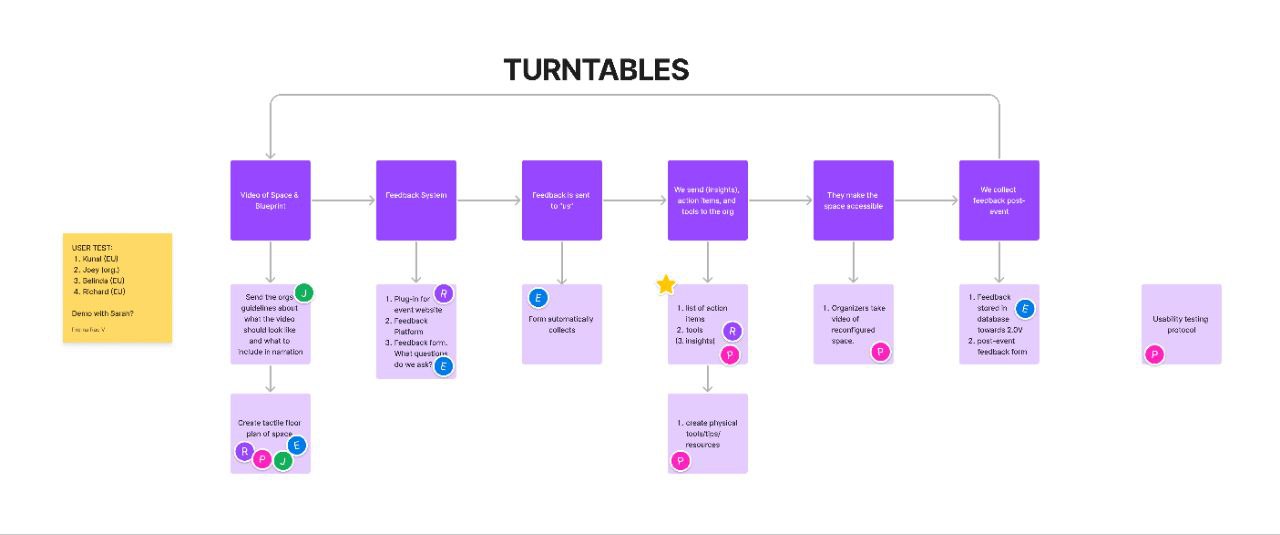 TURNTABLES
Video of Space &
Blueprint
Feedback System
Feedback is sent
to "us"
We send (insights),
action items, and
tools to the org
They make the
space accessible
We collect
feedback post-
event
USER TEST:
1. Kunal (EU)
2. Joey (org.)
3. Belinda (EU)
4. Richard (EU)
Demo with Sarah?
Send the orgs
guidelines about
what the video
should look like
and what to
include in narration
J
1. Plug-in for
event website
2. Feedback
Platform
3. Feedback form.
What questions
do we ask?
R
E
E
Form automatically
collects
1. list of action
items
2. tools
(3. insights)
R
P
1. Organizers take
video of
reconfigured
space.
P
1. Feedback
stored in
database
towards 2.0V
2. post-event
feedback form
E
Usability testing
protocol
P
Create tactile floor
plan of space
R
P
J
E
1. create physical
tools/tips/
resources
P